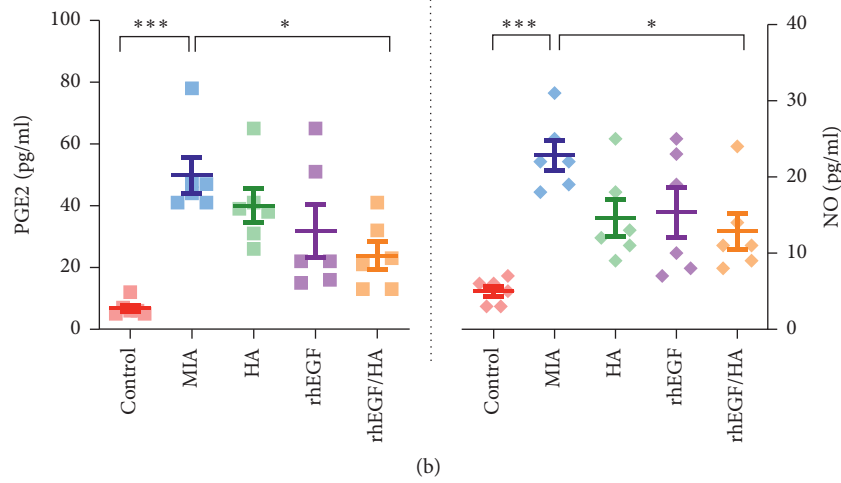 *** *
100
80
60
40
20
0
PGE2 (pg/ml)
Control
MIA
HA
rhEGF
rhEGF/HA
*** *
40
30
20
10
0
NO (pg/ml)
Control
MIA
HA
rhEGF
rhEGF/HA
(b)